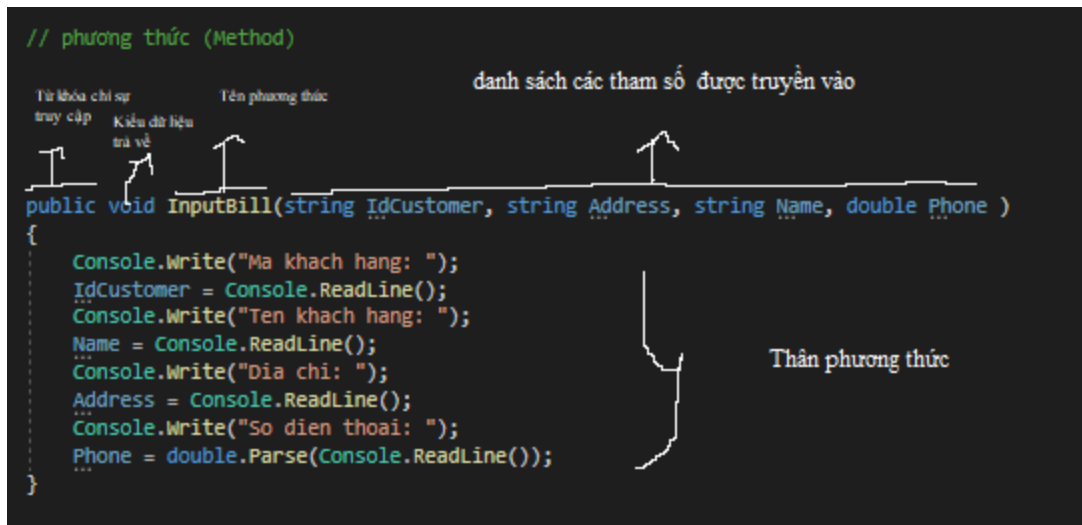 // phương thức (Method)
danh sách các tham số được truyền vào
Từ khóa chỉ sự
truy cập
Kiểu dữ liệu
trả về
Tên phương thức
public void InputBill(string IdCustomer, string Address, string Name, double Phone )
{
Console.Write("Ma khach hang: ");
IdCustomer = Console.ReadLine();
Console.Write("Ten khach hang: ");
Name = Console.ReadLine();
Console.Write("Dia chi: ");
Address = Console.ReadLine();
Console.Write("So dien thoai: ");
Phone = double.Parse(Console.ReadLine());
}
Thân phương thức